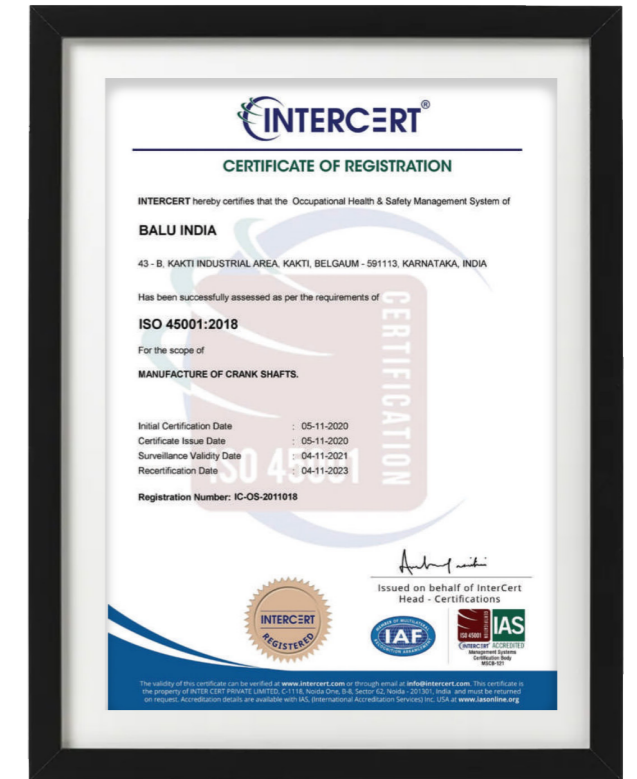 INTERCERT®
CERTIFICATE OF REGISTRATION
INTERCERT hereby certifies that the Occupational Health & Safety Management System of
BALU INDIA
43 - B, KAKTI INDUSTRIAL AREA, KAKTI, BELGAUM - 591113, KARNATAKA, INDIA
Has been successfully assessed as per the requirements of
ISO 45001:2018
For the scope of
MANUFACTURE OF CRANK SHAFTS.
Initial Certification Date : 05-11-2020
Certificate Issue Date : 05-11-2020
Surveillance Validity Date : 04-11-2021
Recertification Date : 04-11-2023
Registration Number: IC-OS-2011018
CERTIFICATION
ISO 45001
Issued on behalf of InterCert
Head - Certifications
INTERCERT
REGISTERED
MEMBER OF MULTILATERAL
IAF
RECOGNITION ARRANGEMENT
ISO 45001
CERTIFICATION
IAS
INTERCERT ACCREDITED
Management Systems
Certification Body
MSCB-121
The validity of this certificate can be verified at www.intercert.com or through email at info@intercert.com. This certificate is
the property of INTER CERT PRIVATE LIMITED, C-1118, Noida One, B-8, Sector 62, Noida - 201301, India and must be returned
on request. Accreditation details are available with IAS, (International Accreditation Services) Inc. USA at www.iasonline.org